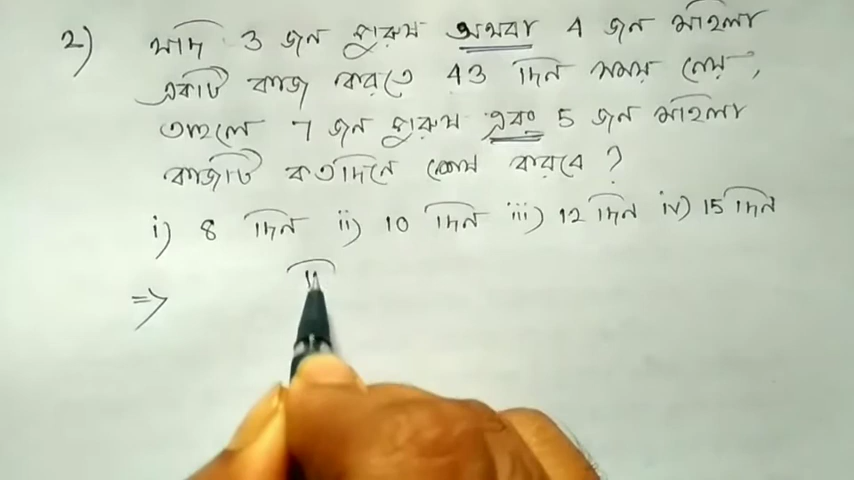 ২) যদি 3 জন পুরুষ অথবা 4 জন মহিলা
একটি কাজ করতে 43 দিন সময় নেয়,
তাহলে 7 জন পুরুষ এবং 5 জন মহিলা
কাজটি কতদিনে শেষ করবে ?
i) 8 দিন ii) 10 দিন iii) 12 দিন iv) 15 দিন
=>